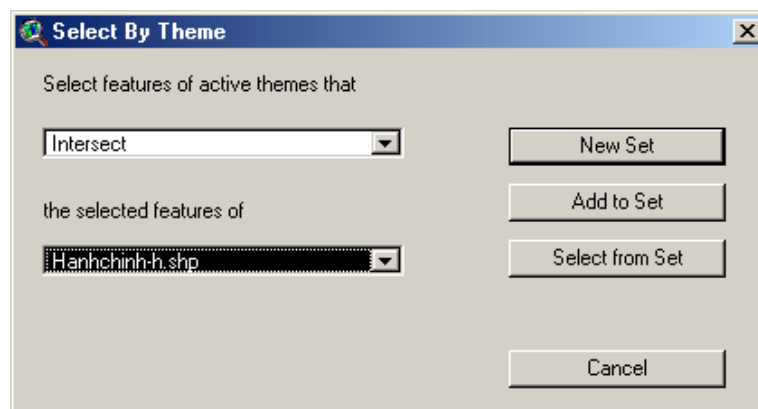 Select By Theme
Select features of active themes that
Intersect
New Set
the selected features of
Add to Set
Hanhchinh-h.shp
Select from Set
Cancel